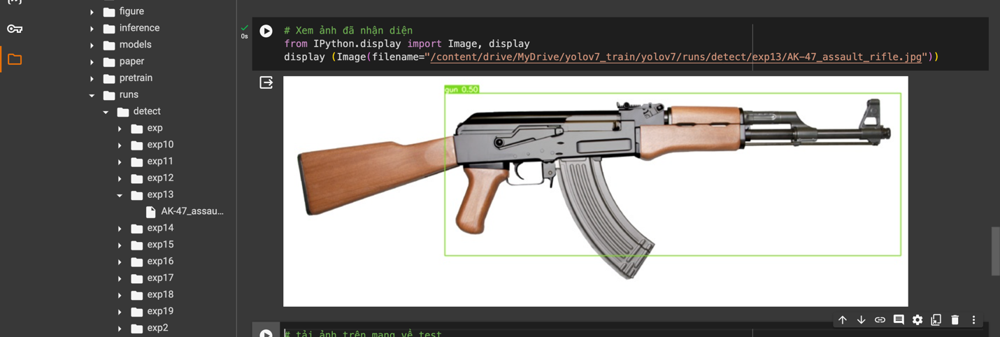 figure
inference
models
paper
pretrain
runs
detect
exp
exp10
exp11
exp12
exp13
AK-47_assau...
exp14
exp15
exp16
exp17
exp18
exp19
exp2
0s
# Xem ảnh đã nhận diện
from IPython.display import Image, display
display (Image(filename="/content/drive/MyDrive/yolov7_train/yolov7/runs/detect/exp13/AK-47_assault_rifle.jpg"))
gun 0.50
# tải ảnh trên mạng về test